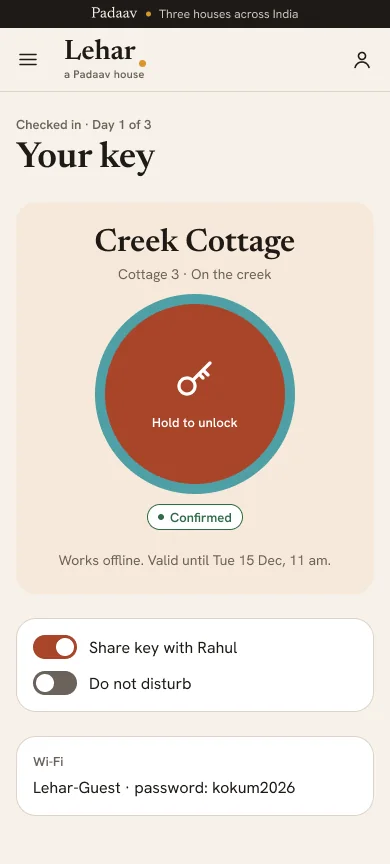 Padaav • Three houses across India
Lehar.
a Padaav house
Checked in · Day 1 of 3
Your key
Creek Cottage
Cottage 3 · On the creek
Hold to unlock
Confirmed
Works offline. Valid until Tue 15 Dec, 11 am.
Share key with Rahul
Do not disturb
Wi-Fi
Lehar-Guest · password: kokum2026